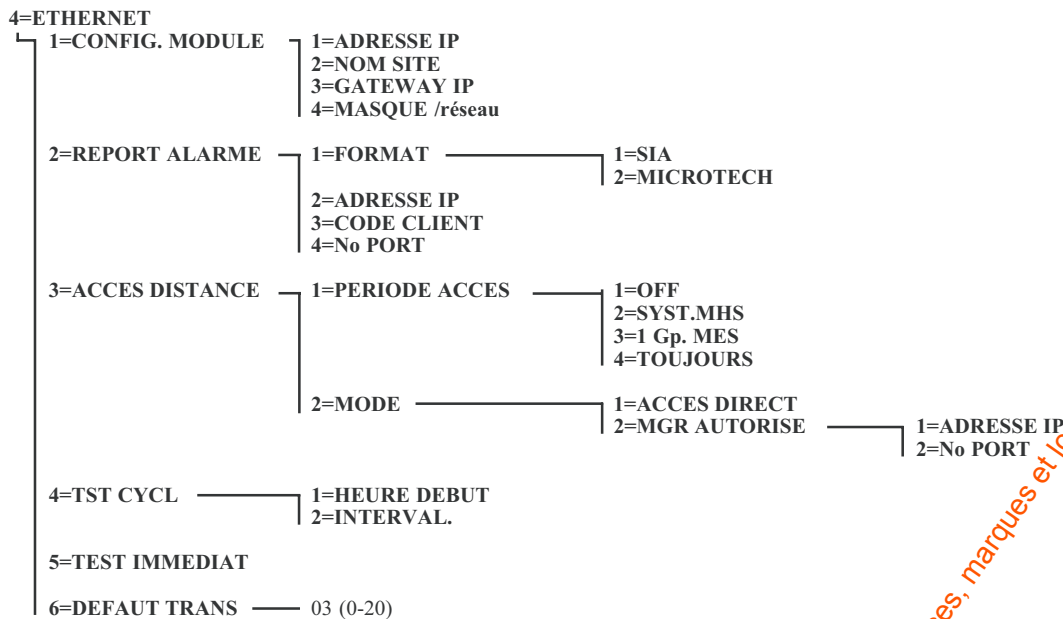 4=ETHERNET
1=CONFIG. MODULE 1=ADRESSE IP
2=NOM SITE
3=GATEWAY IP
4=MASQUE /réseau
2=REPORT ALARME 1=FORMAT 1=SIA
2=MICROTECH
2=ADRESSE IP
3=CODE CLIENT
4=No PORT
3=ACCES DISTANCE 1=PERIODE ACCES 1=OFF
2=SYST.MHS
3=1 Gp. MES
4=TOUJOURS
2=MODE 1=ACCES DIRECT
2=MGR AUTORISE 1=ADRESSE IP
2=No PORT
4=TST CYCL 1=HEURE DEBUT
2=INTERVAL.
5=TEST IMMEDIAT
6=DEFAUT TRANS 03 (0-20)
marques et